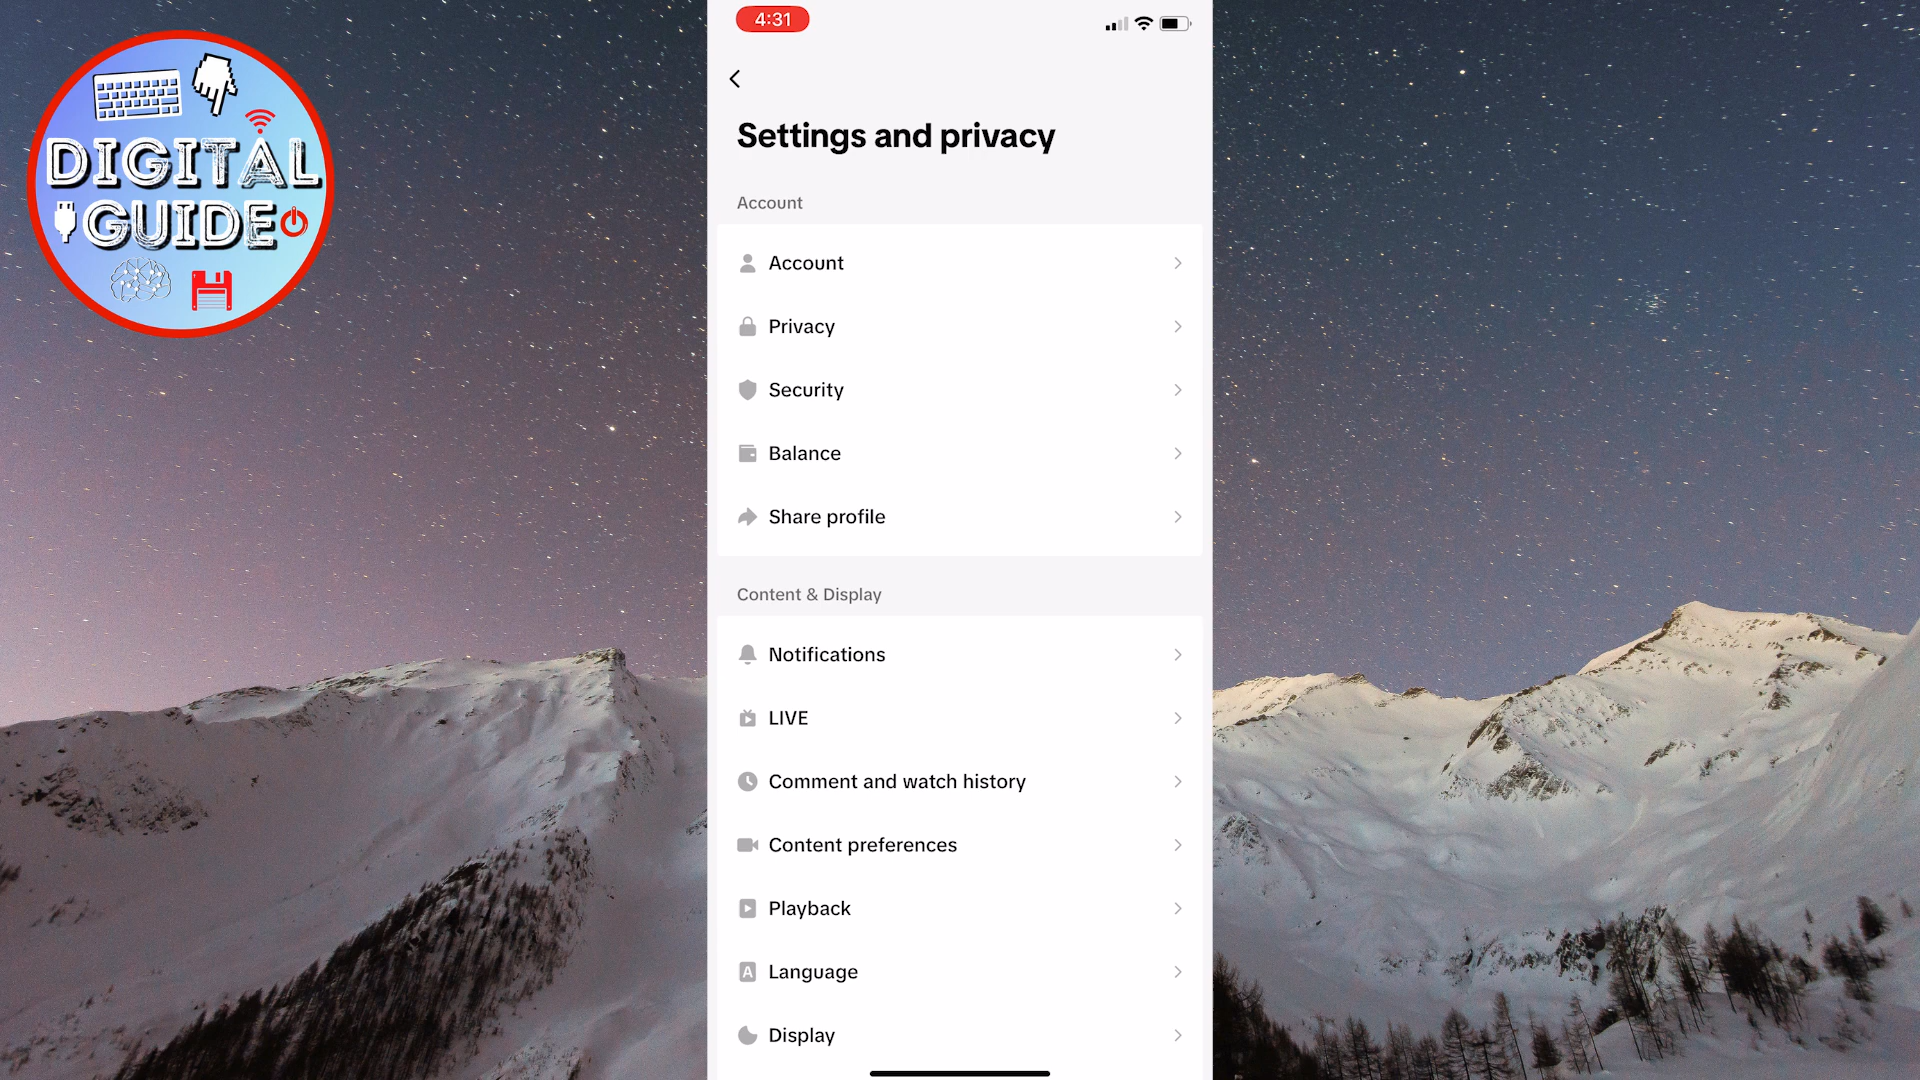 DIGITAL
GUIDE
4:31
Settings and privacy
Account
Account
Privacy
Security
Balance
Share profile
Content & Display
Notifications
LIVE
Comment and watch history
Content preferences
Playback
A Language
Display